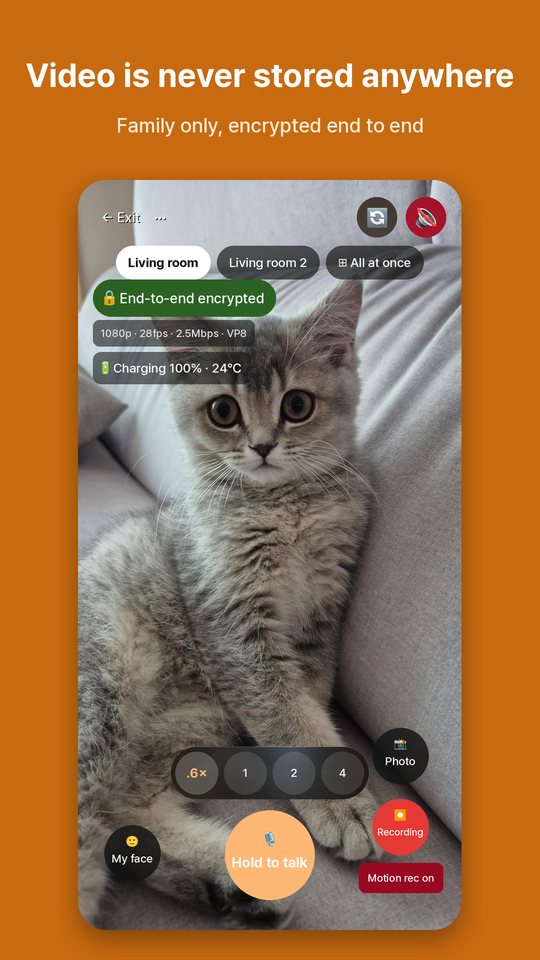 Video is never stored anywhere
Family only, encrypted end to end
← Exit ...
Living room
Living room 2
⊞ All at once
🔒 End-to-end encrypted
1080p · 28fps · 2.5Mbps · VP8
🔋 Charging 100% · 24°C
.6× 1 2 4
Photo
Recording
My face
Hold to talk
Motion rec on